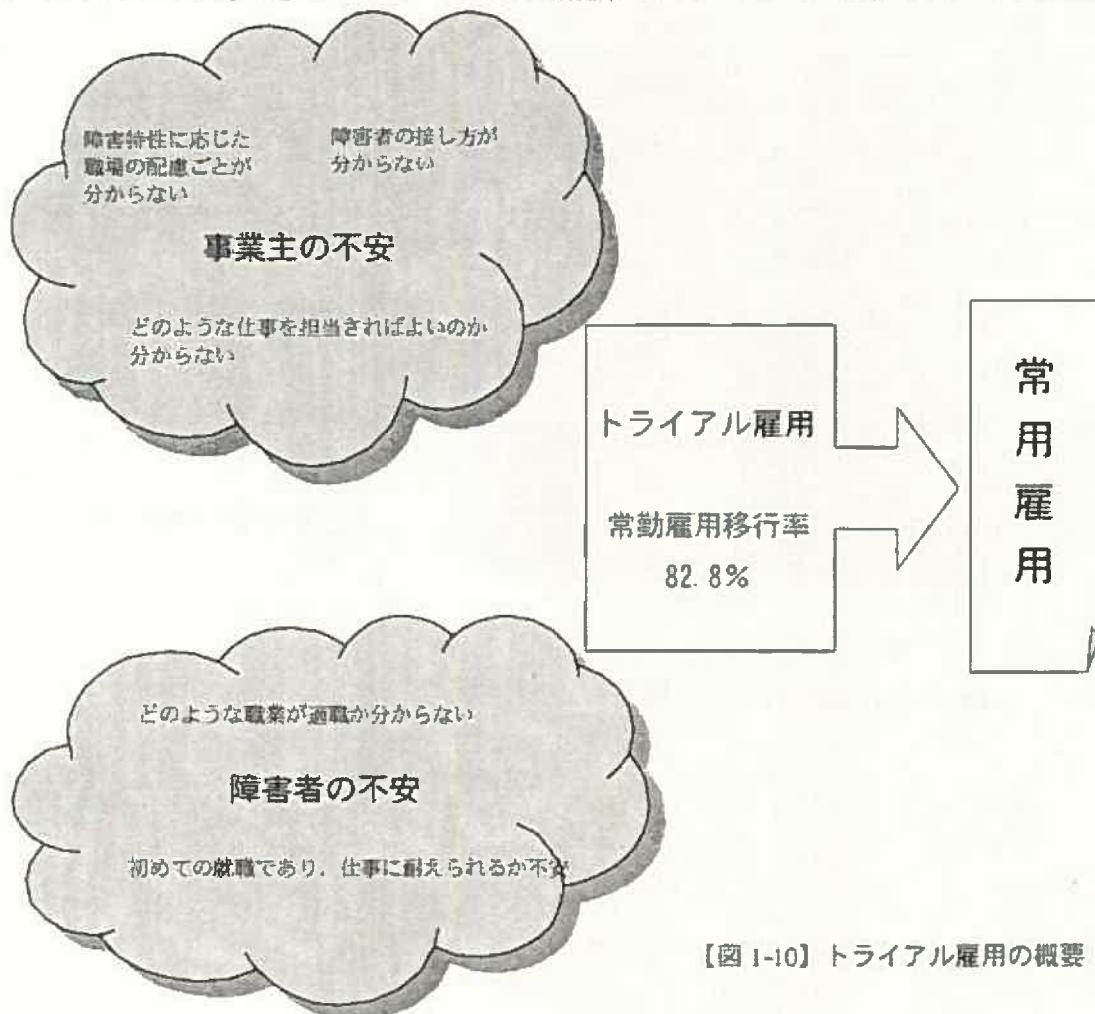 障害特性に応じた
職場の配慮ごとが
分からない
障害者の接し方が
分からない
事業主の不安
どのような仕事を担当さればよいのか
分からない
トライアル雇用
常勤雇用移行率
82.8%
常用雇用
どのような職業が適職か分からない
障害者の不安
初めての就職であり，仕事に耐えられるか不安
【図 1-10】トライアル雇用の概要